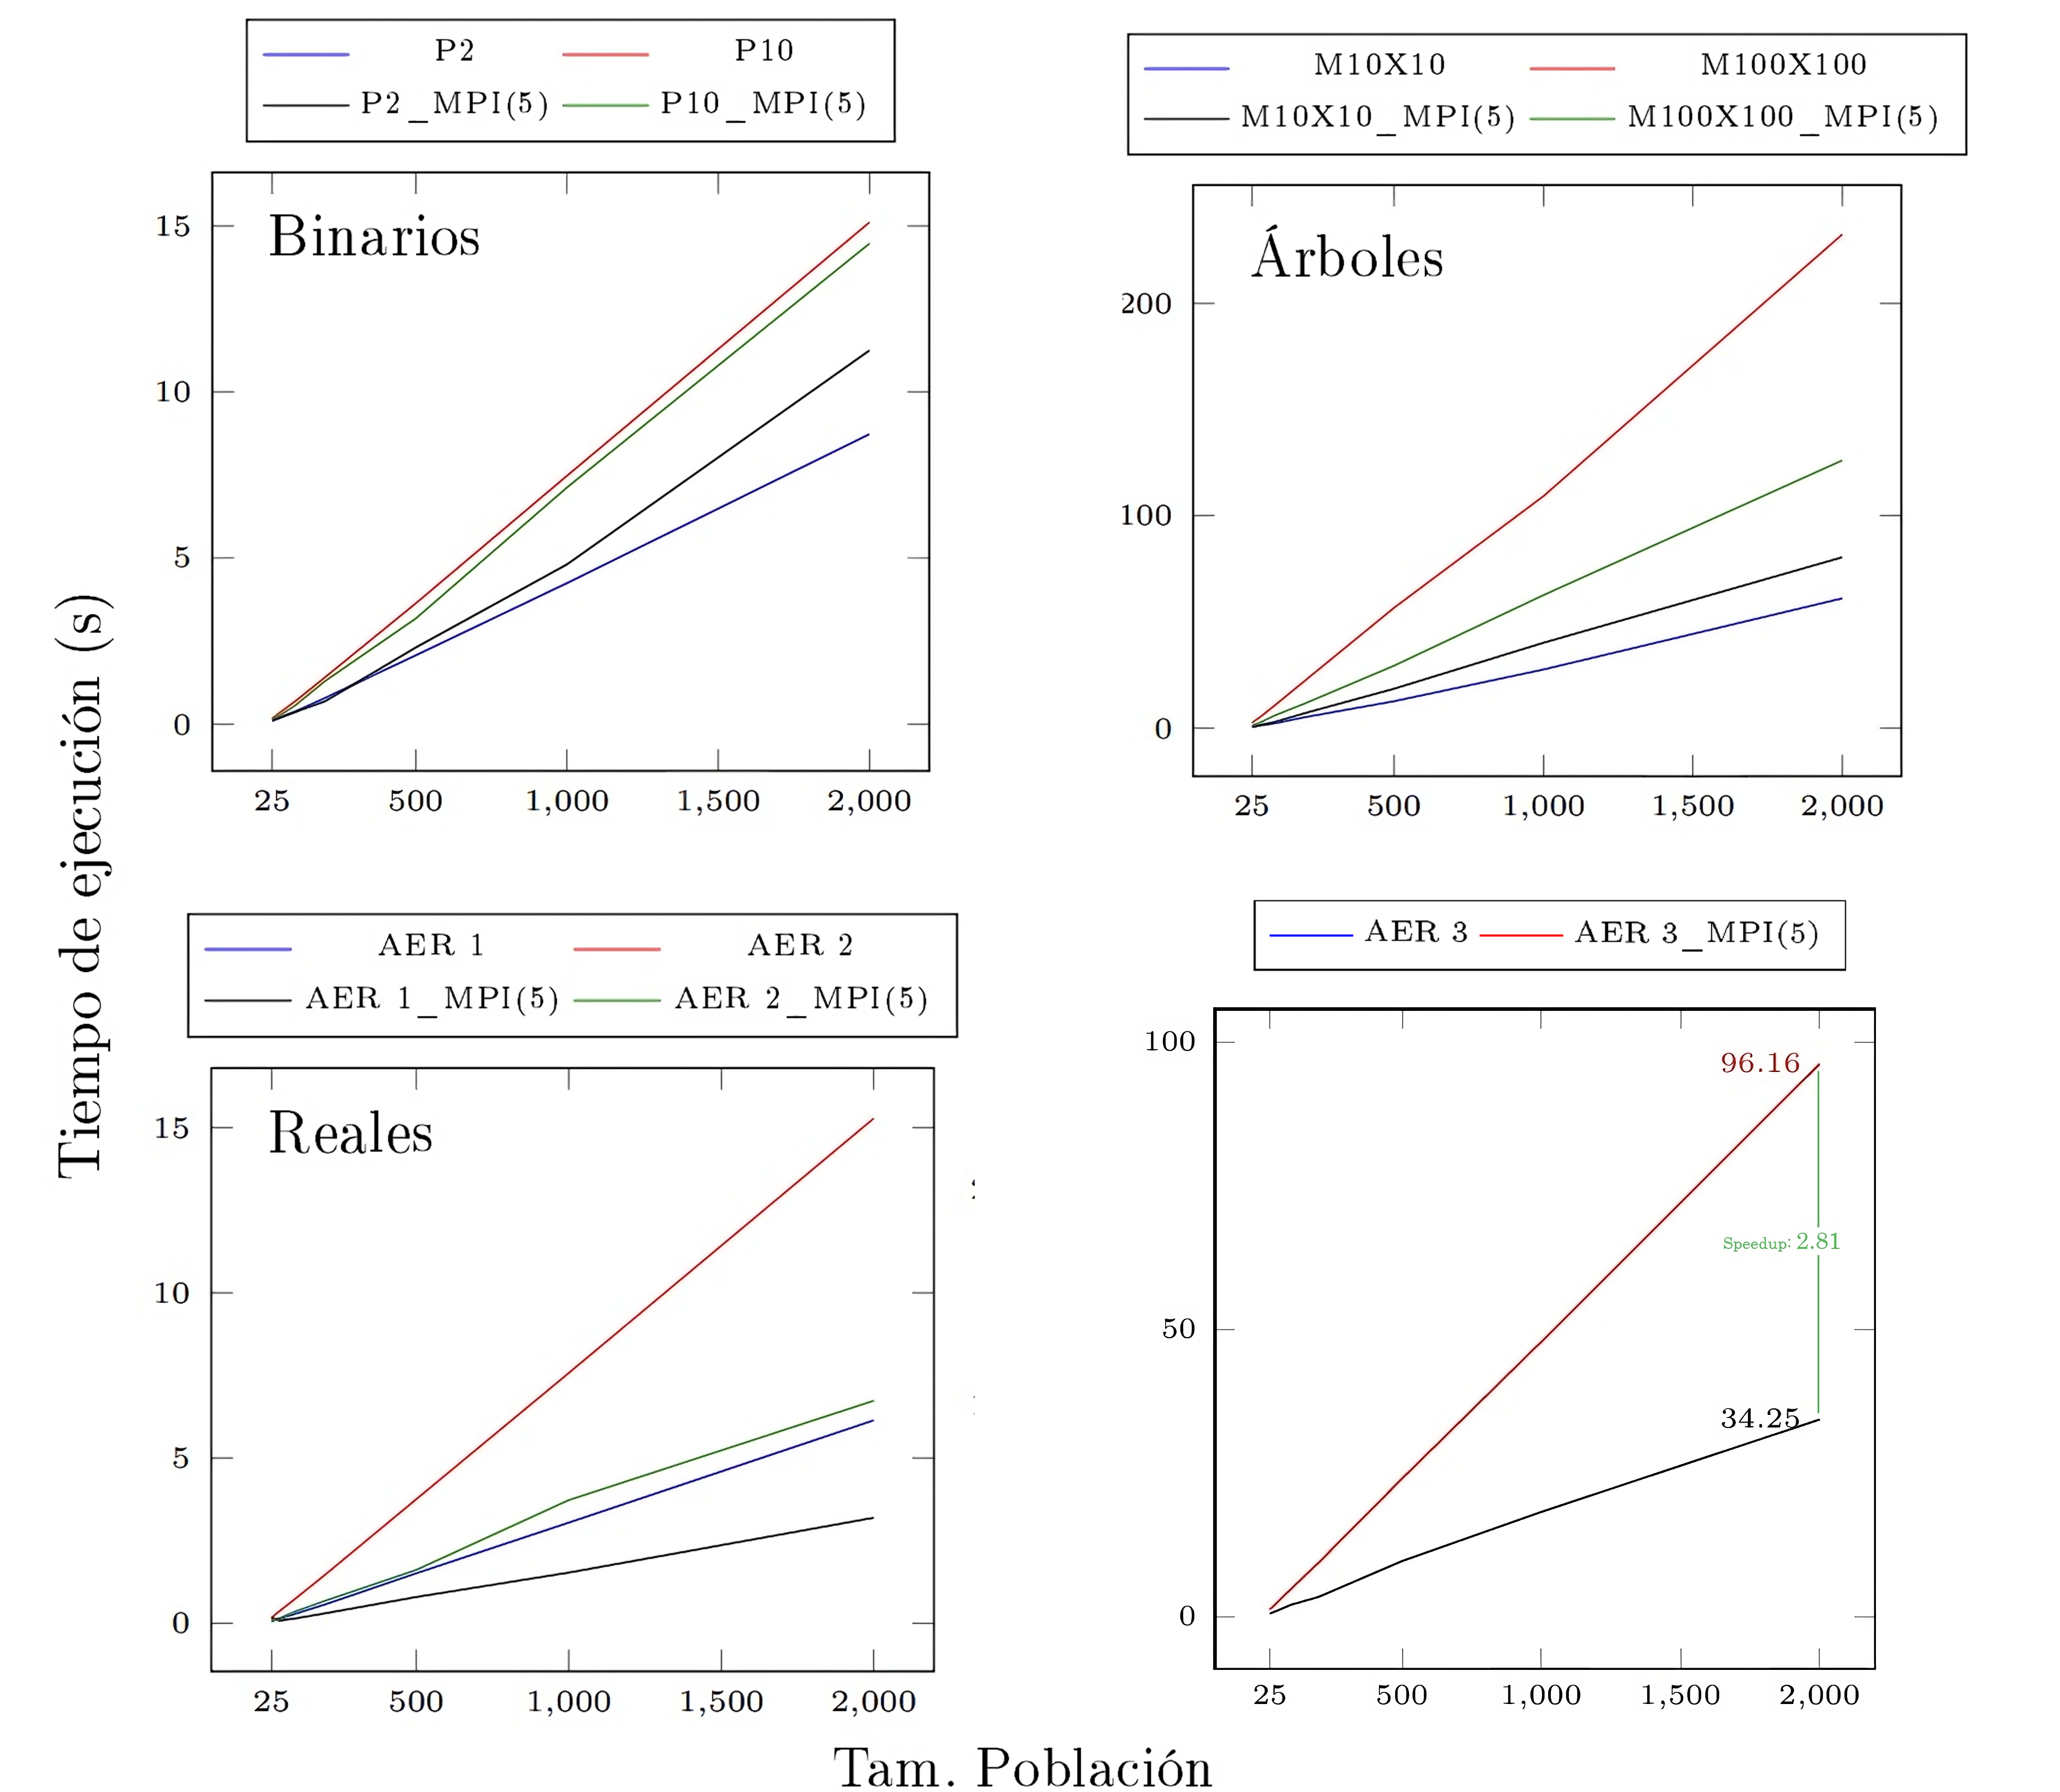 P2 P10
P2_MPI(5) P10_MPI(5)
Binarios
15
10
5
0
25 500 1,000 1,500 2,000
M10X10 M100X100
M10X10_MPI(5) M100X100_MPI(5)
Árboles
200
100
0
25 500 1,000 1,500 2,000
Tiempo de ejecución (s)
AER 1 AER 2
AER 1_MPI(5) AER 2_MPI(5)
Reales
15
10
5
0
25 500 1,000 1,500 2,000
AER 3 AER 3_MPI(5)
100
96.16
Speedup: 2.81
50
34.25
0
25 500 1,000 1,500 2,000
Tam. Población